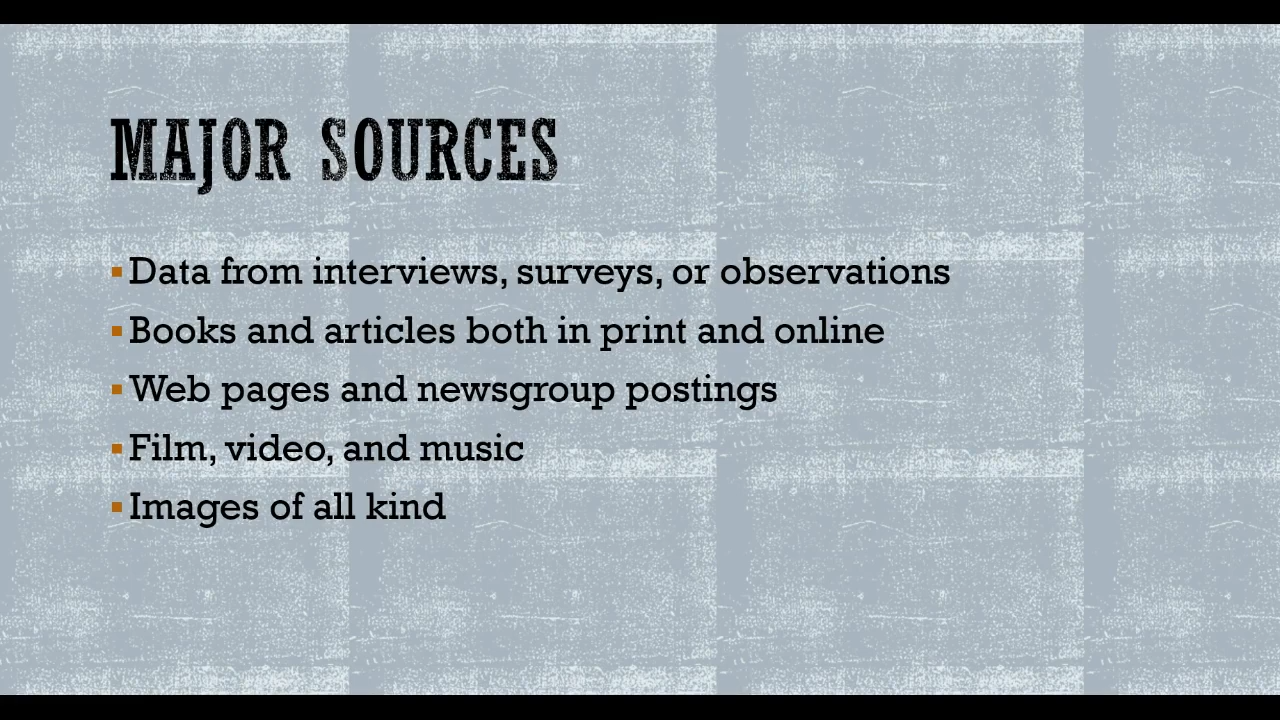 MAJOR SOURCES
▪Data from interviews, surveys, or observations
▪Books and articles both in print and online
▪Web pages and newsgroup postings
▪Film, video, and music
▪Images of all kind